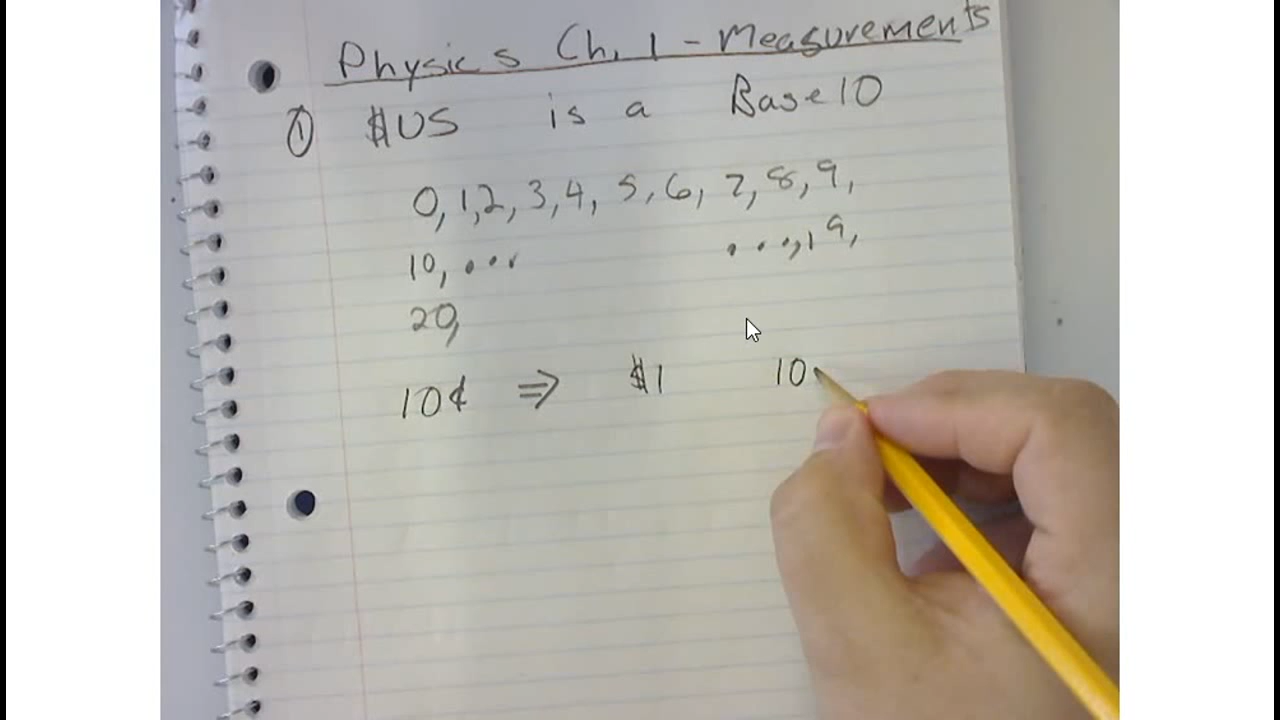 Physics Ch. 1 - Measurements
① $US is a Base 10
0, 1, 2, 3, 4, 5, 6, 7, 8, 9,
10, ... ..., 19,
20,
10¢ ⇒ $1 10